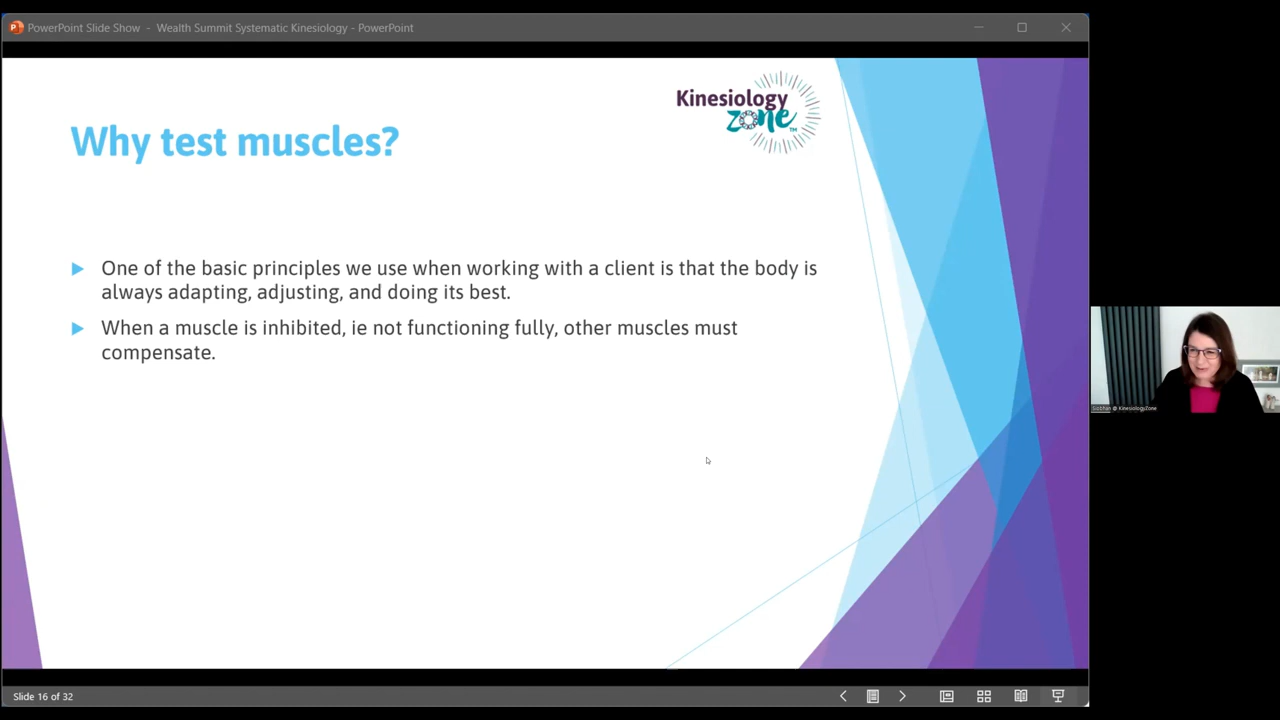 PowerPoint Slide Show - Wealth Summit Systematic Kinesiology - PowerPoint
Kinesiology
zone™
Why test muscles?
One of the basic principles we use when working with a client is that the body is
always adapting, adjusting, and doing its best.
When a muscle is inhibited, ie not functioning fully, other muscles must
compensate.
@ KinesiologyZone
Slide 16 of 32